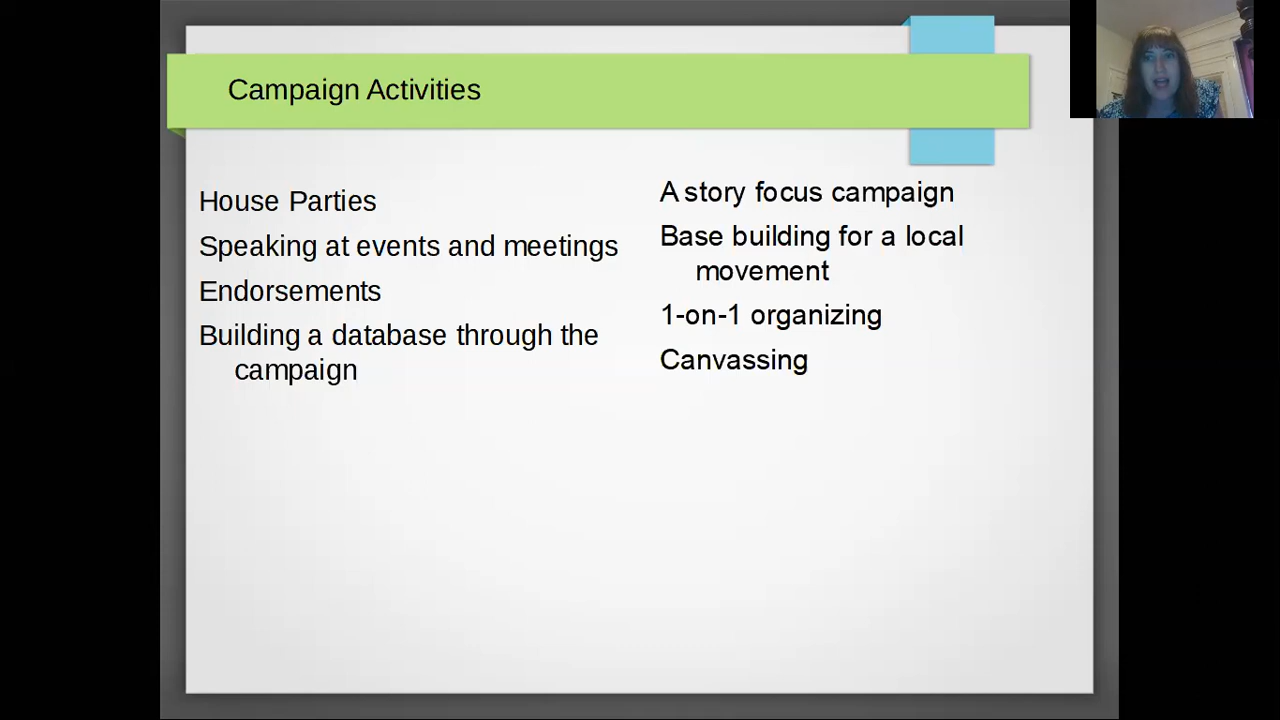 Campaign Activities
House Parties
Speaking at events and meetings
Endorsements
Building a database through the
campaign
A story focus campaign
Base building for a local
movement
1-on-1 organizing
Canvassing